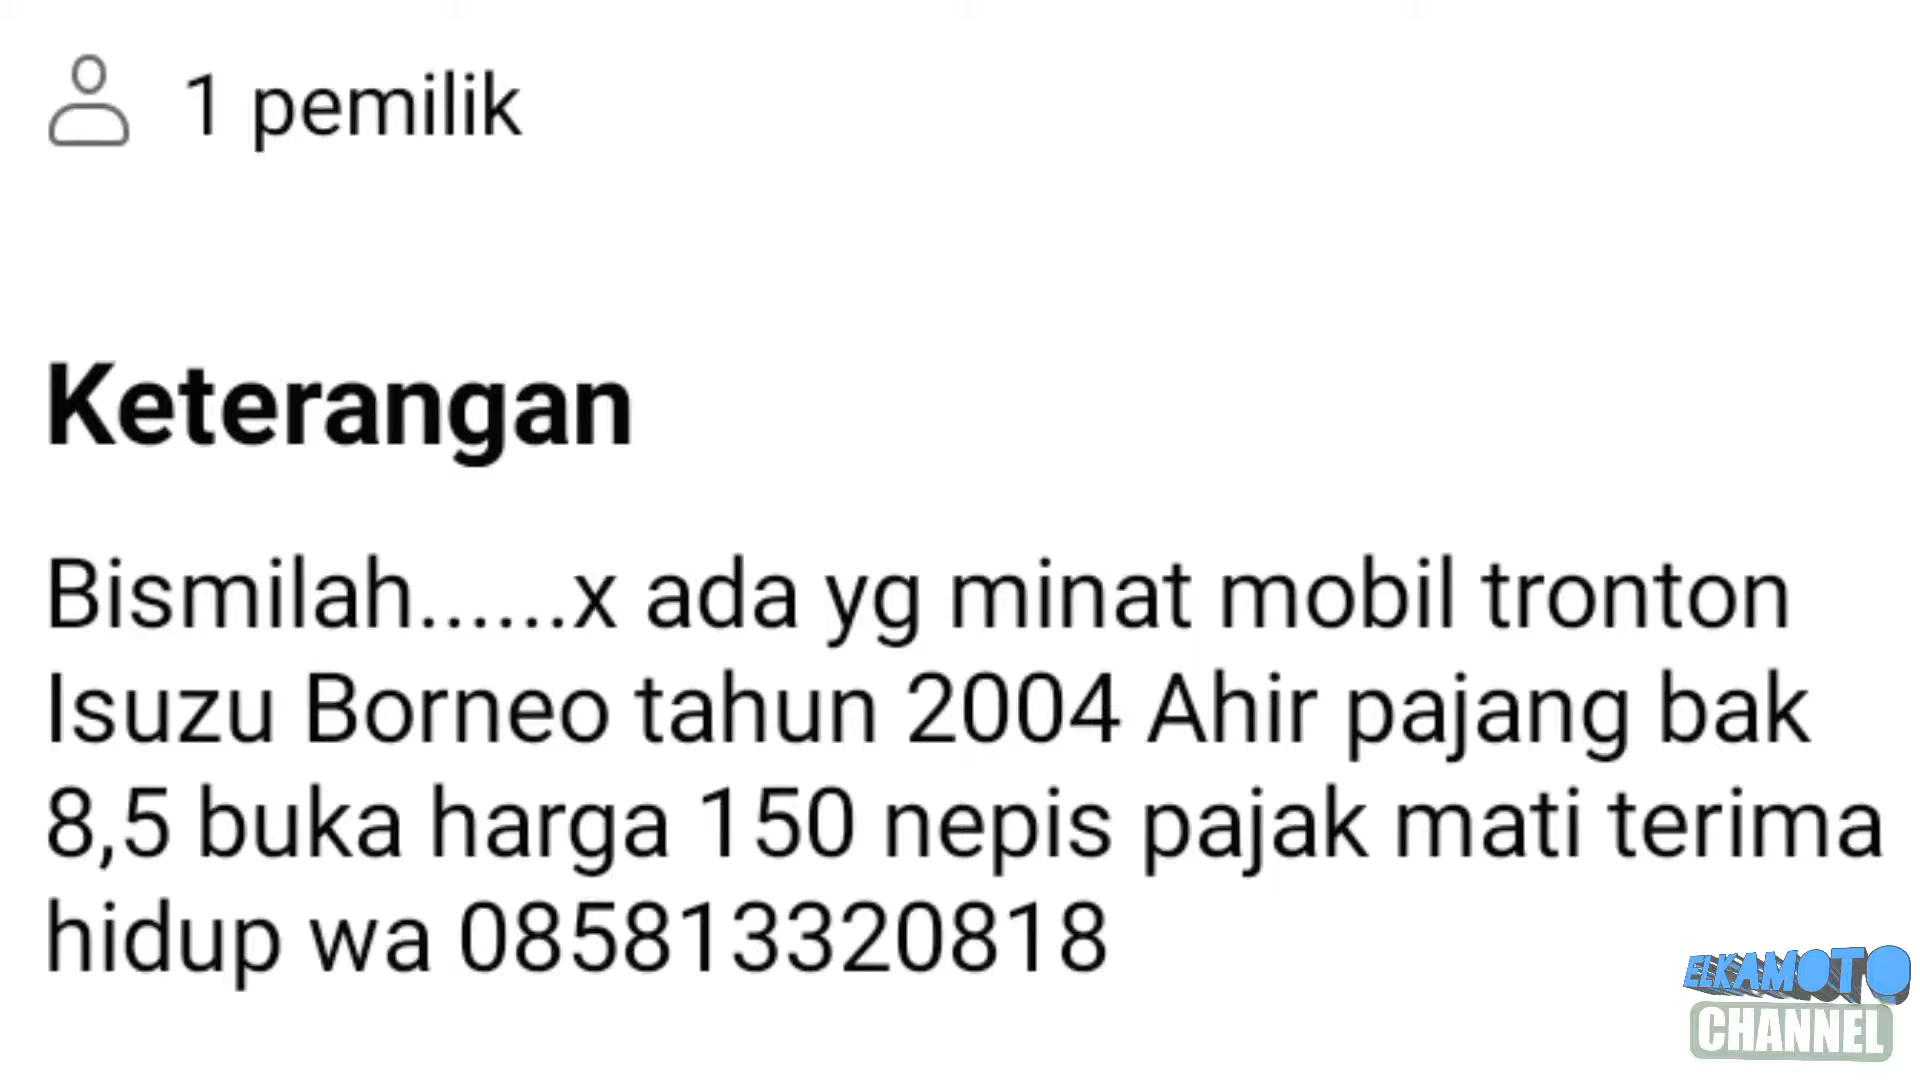 1 pemilik
Keterangan
Bismilah......x ada yg minat mobil tronton
Isuzu Borneo tahun 2004 Ahir pajang bak
8,5 buka harga 150 nepis pajak mati terima
hidup wa 085813320818
ELKAMOTO
CHANNEL